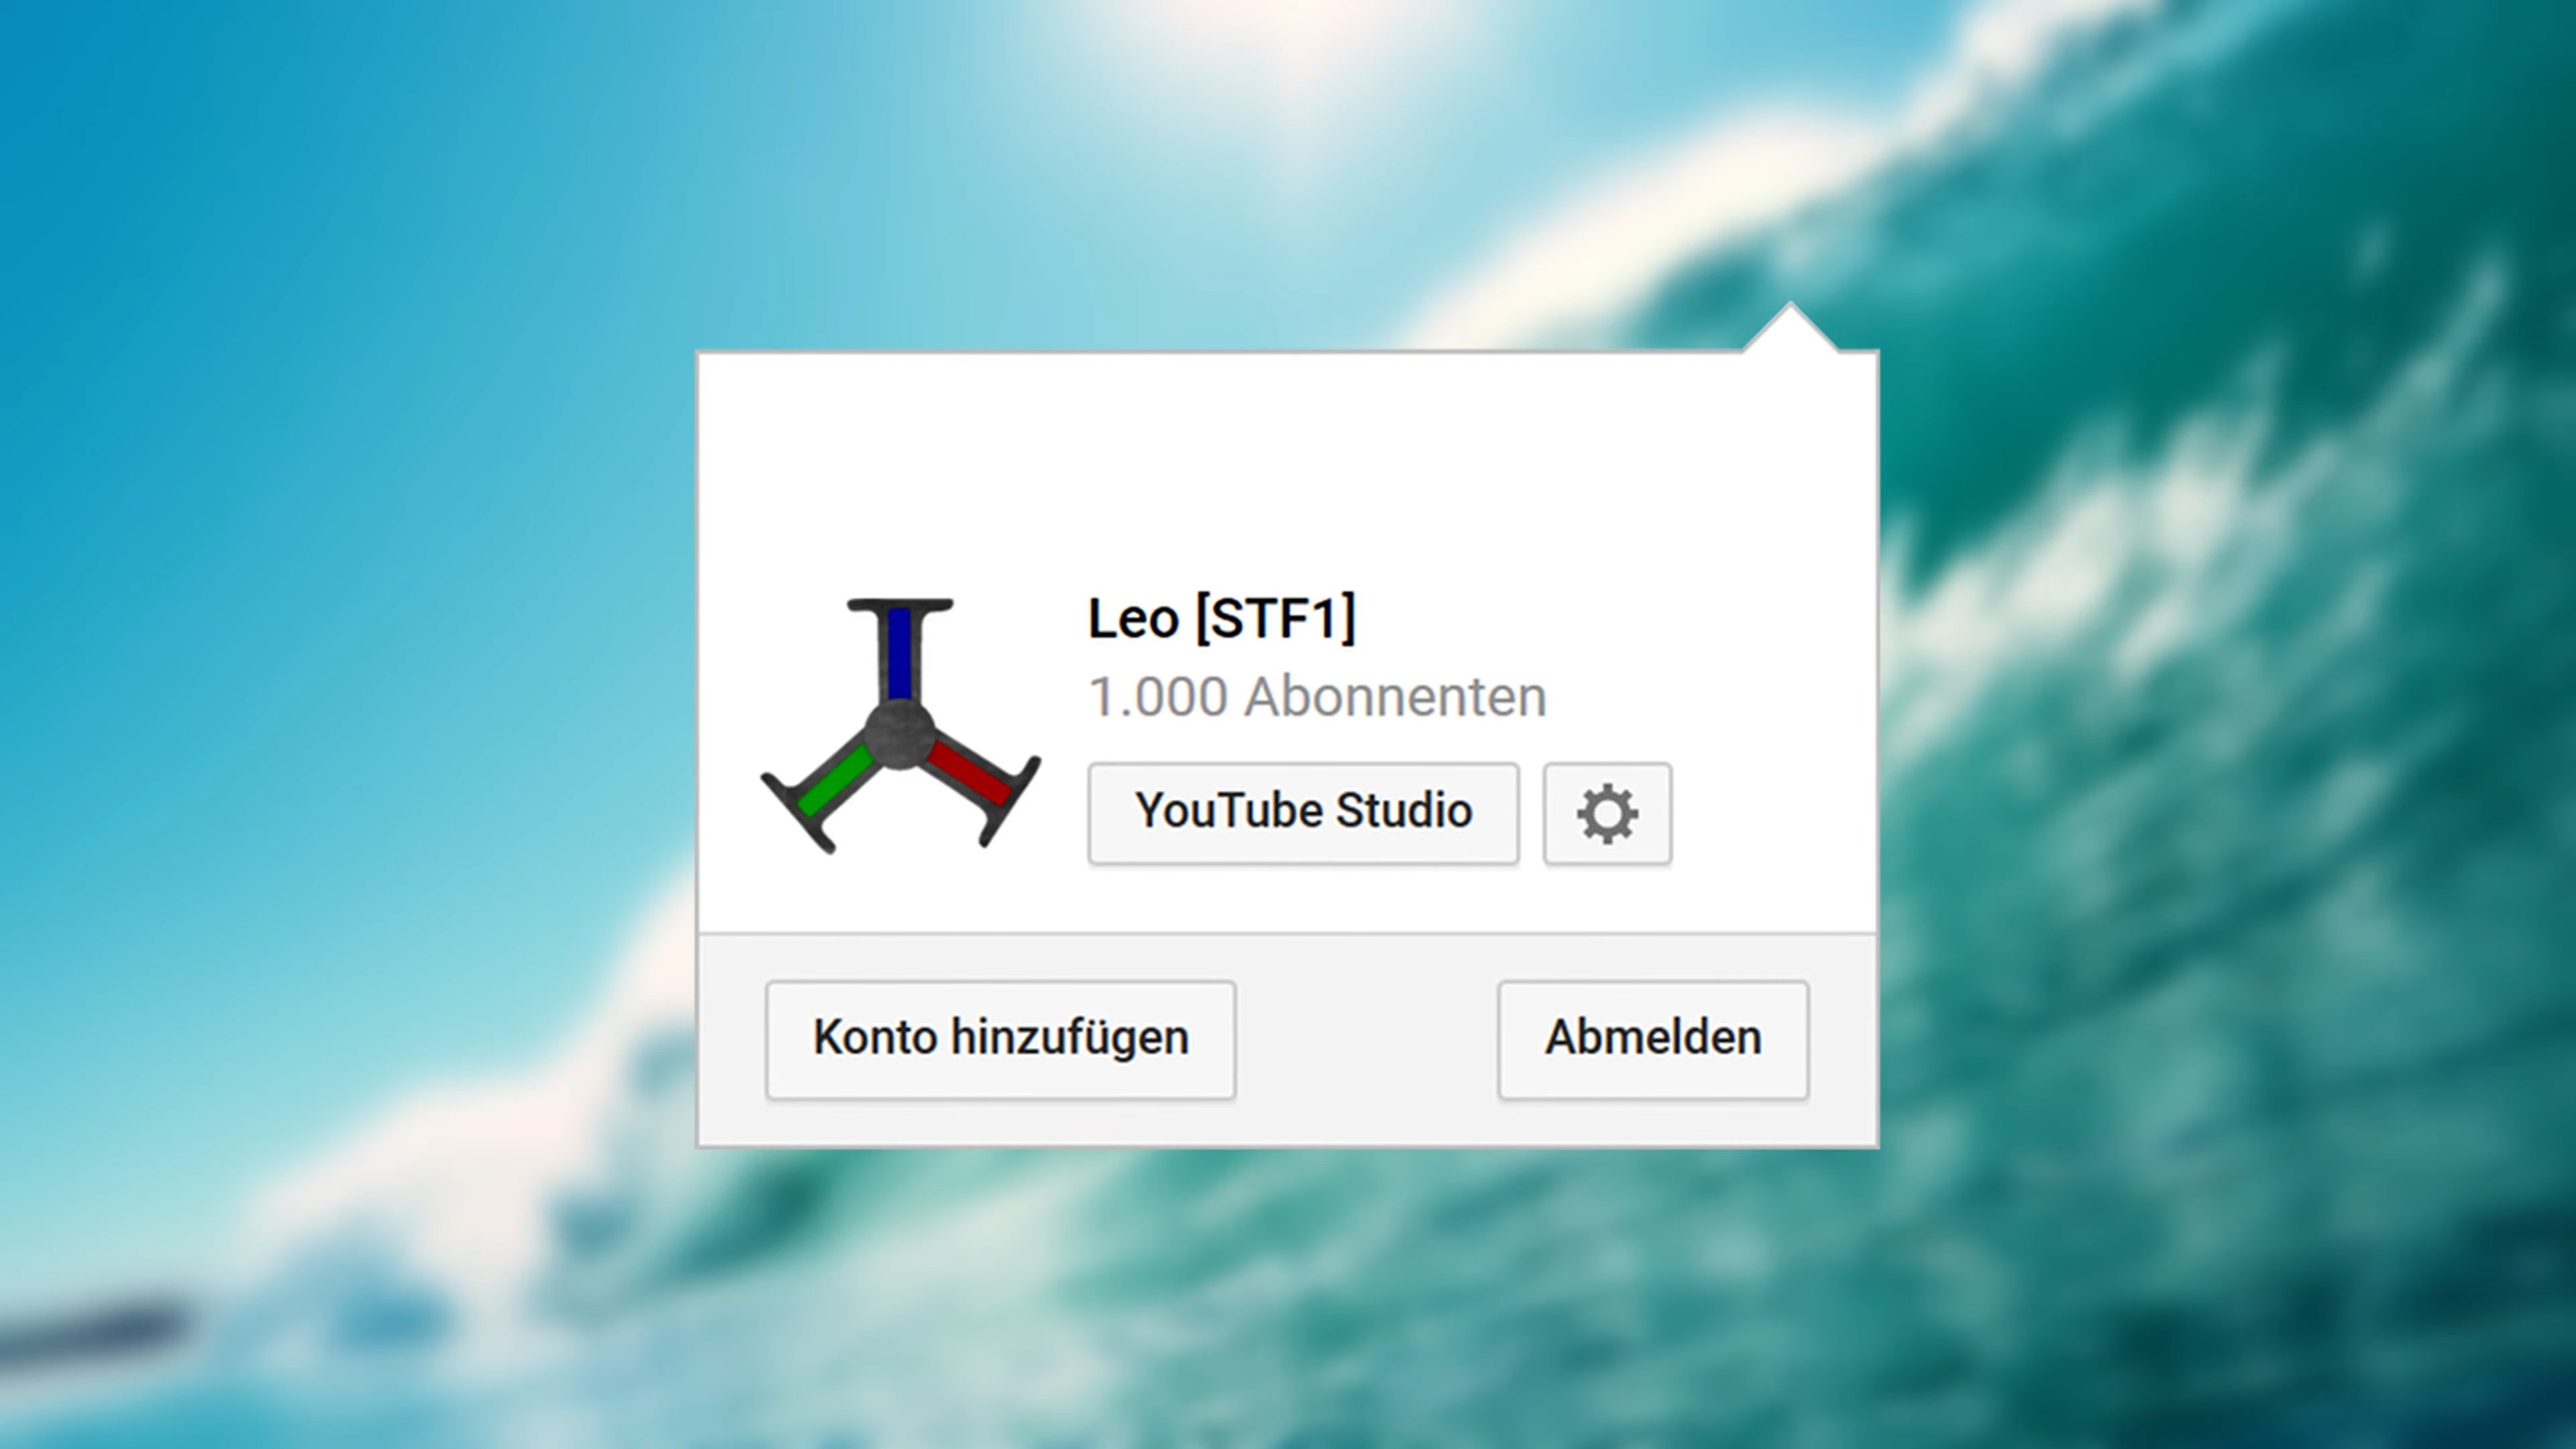 Leo [STF1]
1.000 Abonnenten
YouTube Studio
Konto hinzufügen
Abmelden